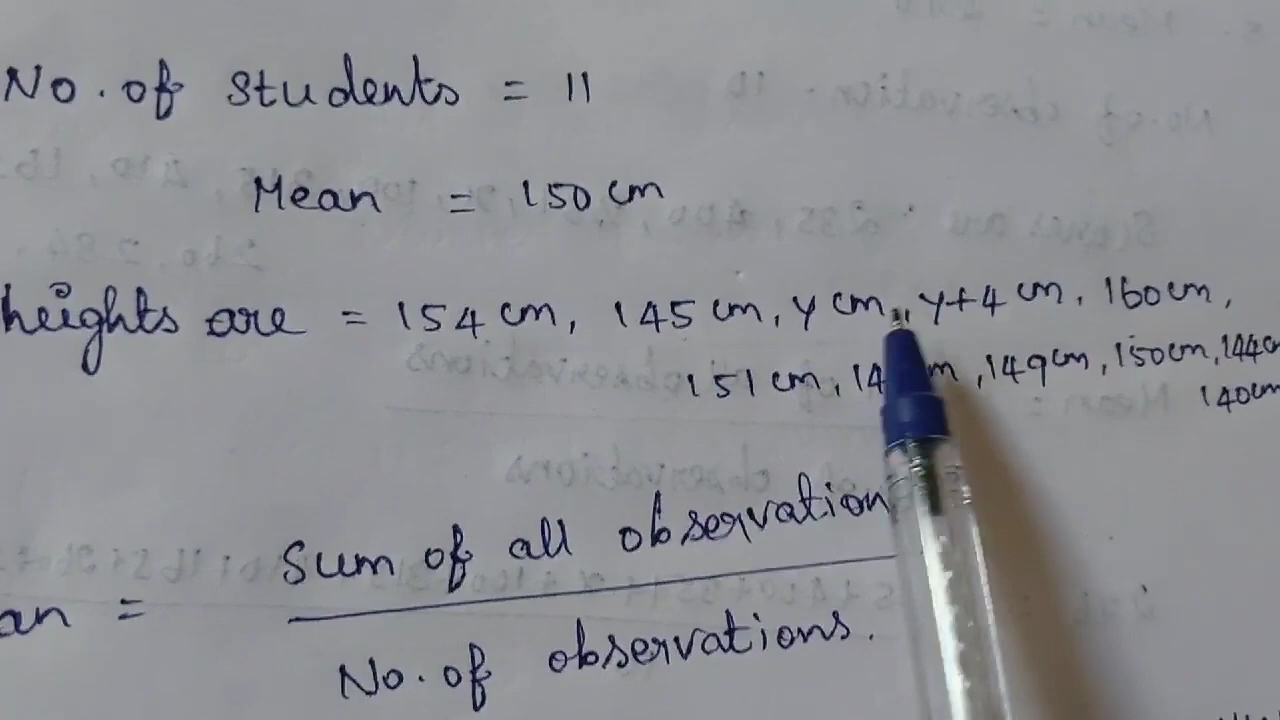 No. of students = 11
Mean = 150 cm
heights are = 154 cm, 145 cm, y cm, y+4 cm, 160 cm,
151 cm, 149 cm, 150 cm, 144 c
140 cm
Sum of all observation
an =
No. of observations.